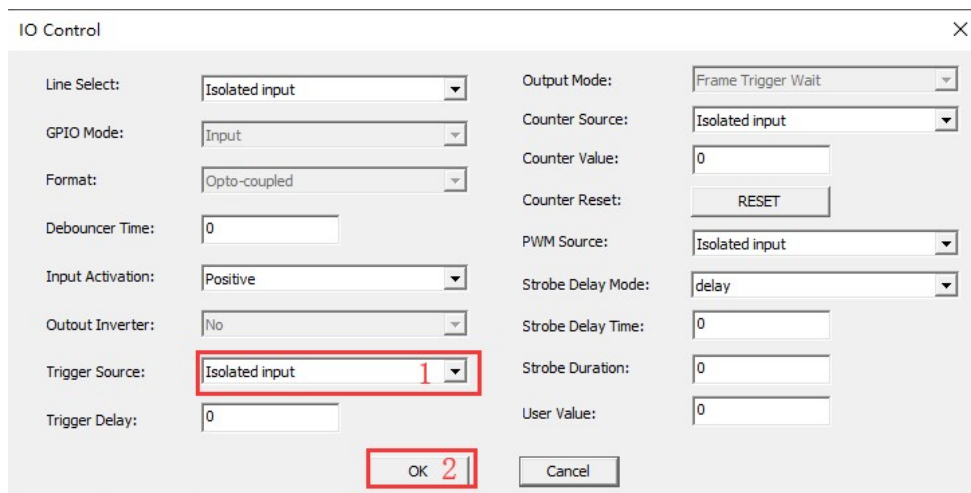 IO Control
Line Select: Isolated input
GPIO Mode: Input
Format: Opto-coupled
Debouncer Time: 0
Input Activation: Positive
Outout Inverter: No
Trigger Source: Isolated input 1
Trigger Delay: 0
Output Mode: Frame Trigger Wait
Counter Source: Isolated input
Counter Value: 0
Counter Reset: RESET
PWM Source: Isolated input
Strobe Delay Mode: delay
Strobe Delay Time: 0
Strobe Duration: 0
User Value: 0
OK 2 Cancel